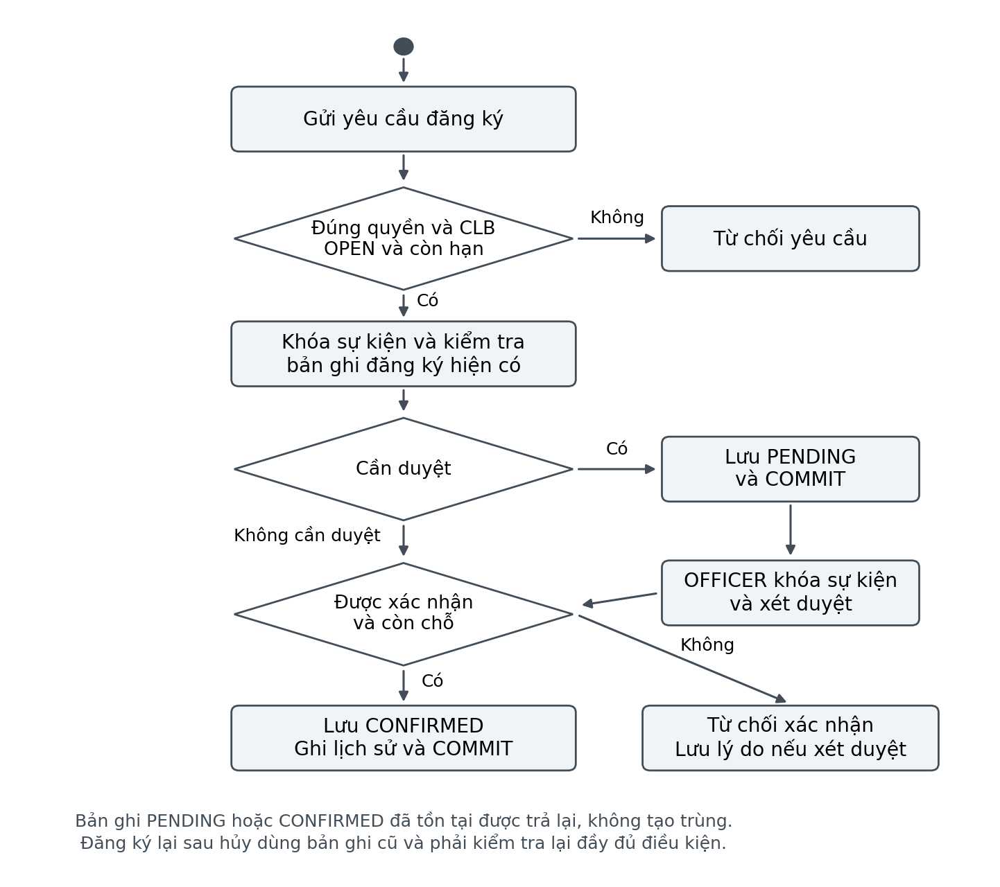 Gửi yêu cầu đăng ký
Đúng quyền và CLB
OPEN và còn hạn
Không
Từ chối yêu cầu
Có
Khóa sự kiện và kiểm tra
bản ghi đăng ký hiện có
Cần duyệt
Có
Lưu PENDING
và COMMIT
Không cần duyệt
OFFICER khóa sự kiện
và xét duyệt
Được xác nhận
và còn chỗ
Không
Có
Lưu CONFIRMED
Ghi lịch sử và COMMIT
Từ chối xác nhận
Lưu lý do nếu xét duyệt
Bản ghi PENDING hoặc CONFIRMED đã tồn tại được trả lại, không tạo trùng.
Đăng ký lại sau hủy dùng bản ghi cũ và phải kiểm tra lại đầy đủ điều kiện.